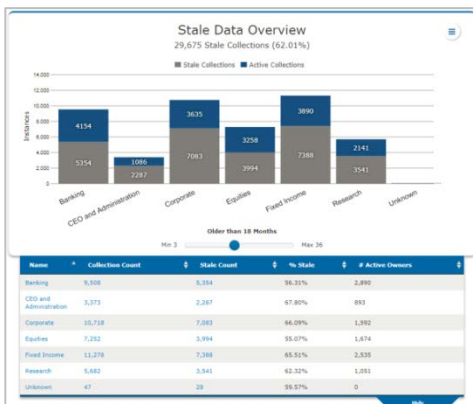 Stale Data Overview
29,675 Stale Collections (62.01%)
Stale Collections Active Collections
14.000
12.000
10.000
8.000
6.000
4.000
2.000
0
Instances
4154
5354
1086
2287
3635
7083
3258
3994
3890
7388
2141
3541
Banking
CEO and Administration
Corporate
Equities
Fixed Income
Research
Unknown
Older than 18 Months
Min 3 Max 36
Name Collection Count Stale Count % Stale # Active Owners
Banking 9,508 5,354 56.31% 2,890
CEO and
Administration 3,373 2,287 67.80% 893
Corporate 10,718 7,083 66.09% 1,992
Equities 7,252 3,994 55.07% 1,674
Fixed Income 11,278 7,388 65.51% 2,535
Research 5,682 3,541 62.32% 1,051
Unknown 47 28 59.57% 0
Help